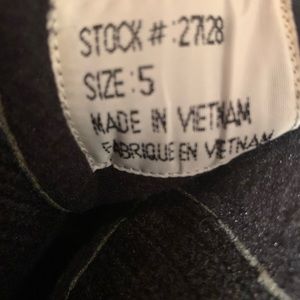 STOCK # : 27128
SIZE : 5
MADE IN VIETNAM
FABRIQUE EN VIETNAM